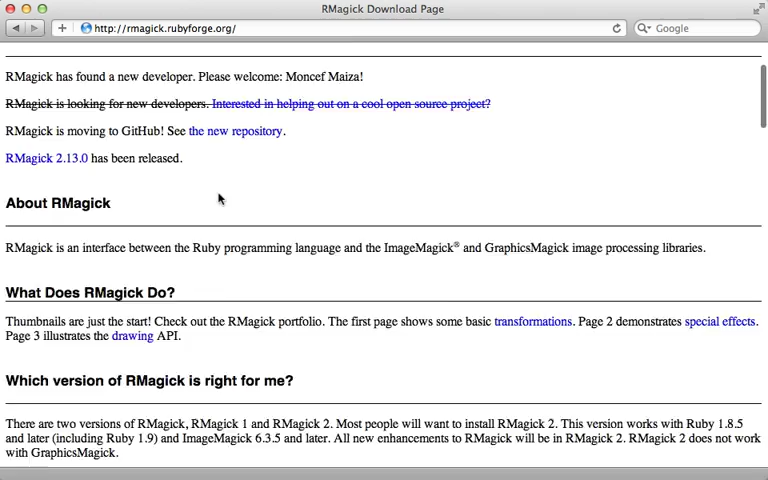 RMagick Download Page
http://rmagick.rubyforge.org/
Google
RMagick has found a new developer. Please welcome: Moncef Maiza!
RMagick is looking for new developers. Interested in helping out on a cool open source project?
RMagick is moving to GitHub! See the new repository.
RMagick 2.13.0 has been released.
About RMagick
RMagick is an interface between the Ruby programming language and the ImageMagick® and GraphicsMagick image processing libraries.
What Does RMagick Do?
Thumbnails are just the start! Check out the RMagick portfolio. The first page shows some basic transformations. Page 2 demonstrates special effects.
Page 3 illustrates the drawing API.
Which version of RMagick is right for me?
There are two versions of RMagick, RMagick 1 and RMagick 2. Most people will want to install RMagick 2. This version works with Ruby 1.8.5
and later (including Ruby 1.9) and ImageMagick 6.3.5 and later. All new enhancements to RMagick will be in RMagick 2. RMagick 2 does not work
with GraphicsMagick.